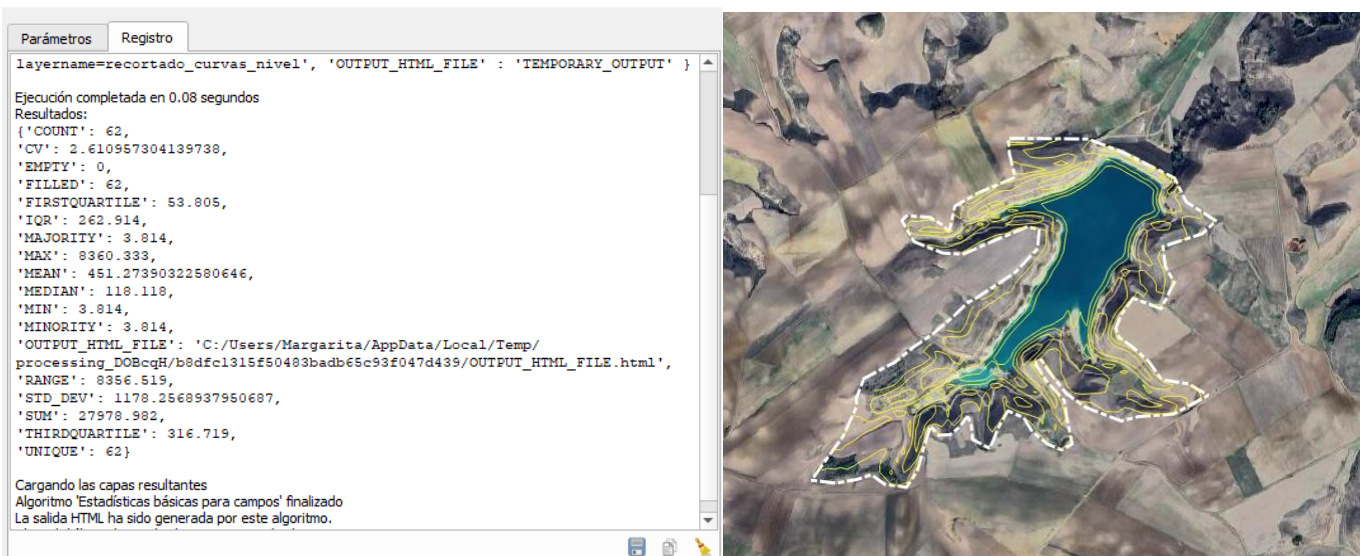 Parámetros Registro
layername=recortado_curvas_nivel', 'OUTPUT_HTML_FILE' : 'TEMPORARY_OUTPUT' }
Ejecución completada en 0.08 segundos
Resultados:
{'COUNT': 62,
'CV': 2.610957304139738,
'EMPTY': 0,
'FILLED': 62,
'FIRSTQUARTILE': 53.805,
'IQR': 262.914,
'MAJORITY': 3.814,
'MAX': 8360.333,
'MEAN': 451.27390322580646,
'MEDIAN': 118.118,
'MIN': 3.814,
'MINORITY': 3.814,
'OUTPUT_HTML_FILE': 'C:/Users/Margarita/AppData/Local/Temp/
processing_DOBcqH/b8dfc1315f50483badb65c93f047d439/OUTPUT_HTML_FILE.html',
'RANGE': 8356.519,
'STD_DEV': 1178.2568937950687,
'SUM': 27978.982,
'THIRDQUARTILE': 316.719,
'UNIQUE': 62}
Cargando las capas resultantes
Algoritmo 'Estadísticas básicas para campos' finalizado
La salida HTML ha sido generada por este algoritmo.